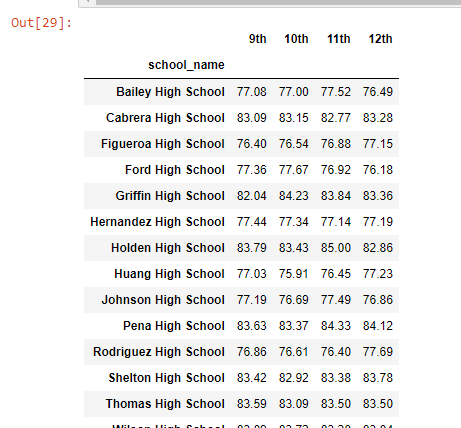 Out[29]:
9th 10th 11th 12th
school_name
Bailey High School 77.08 77.00 77.52 76.49
Cabrera High School 83.09 83.15 82.77 83.28
Figueroa High School 76.40 76.54 76.88 77.15
Ford High School 77.36 77.67 76.92 76.18
Griffin High School 82.04 84.23 83.84 83.36
Hernandez High School 77.44 77.34 77.14 77.19
Holden High School 83.79 83.43 85.00 82.86
Huang High School 77.03 75.91 76.45 77.23
Johnson High School 77.19 76.69 77.49 76.86
Pena High School 83.63 83.37 84.33 84.12
Rodriguez High School 76.86 76.61 76.40 77.69
Shelton High School 83.42 82.92 83.38 83.78
Thomas High School 83.59 83.09 83.50 83.50
Wilson High School